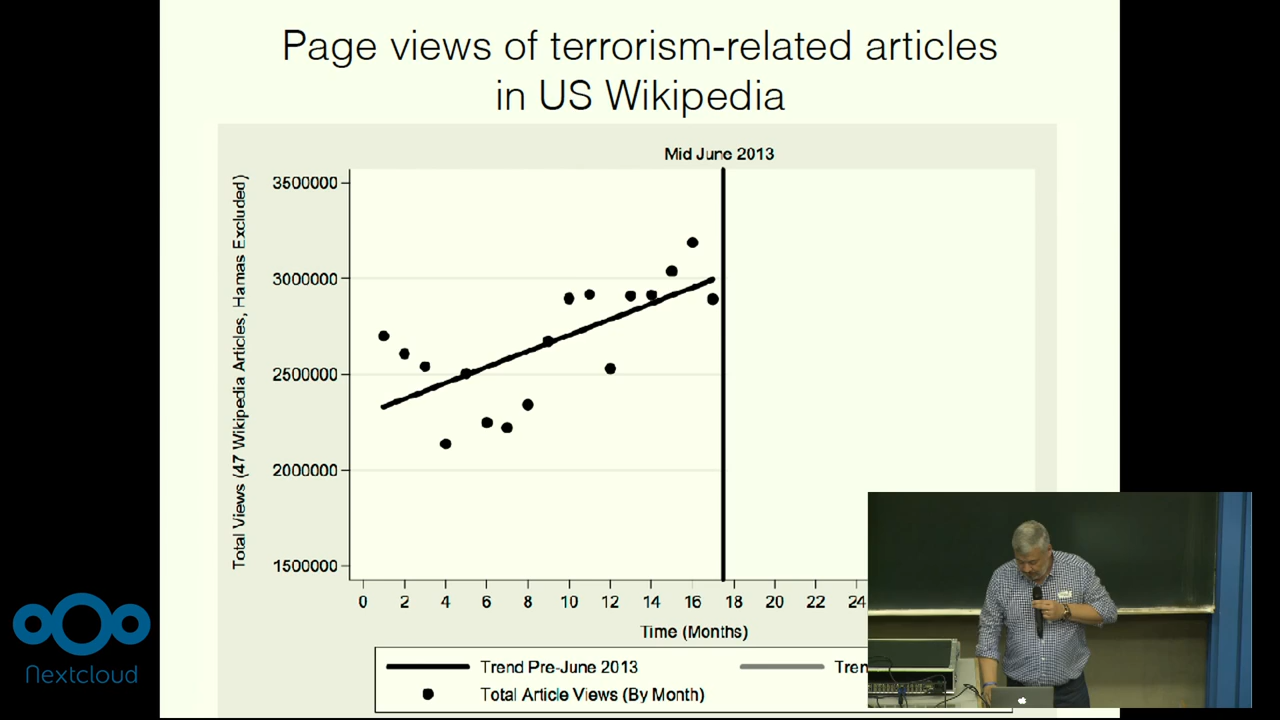 Page views of terrorism-related articles
in US Wikipedia
Mid June 2013
Total Views (47 Wikipedia Articles, Hamas Excluded)
3500000
3000000
2500000
2000000
1500000
0 2 4 6 8 10 12 14 16 18 20 22 24
Time (Months)
Trend Pre-June 2013
Total Article Views (By Month)
Nextcloud